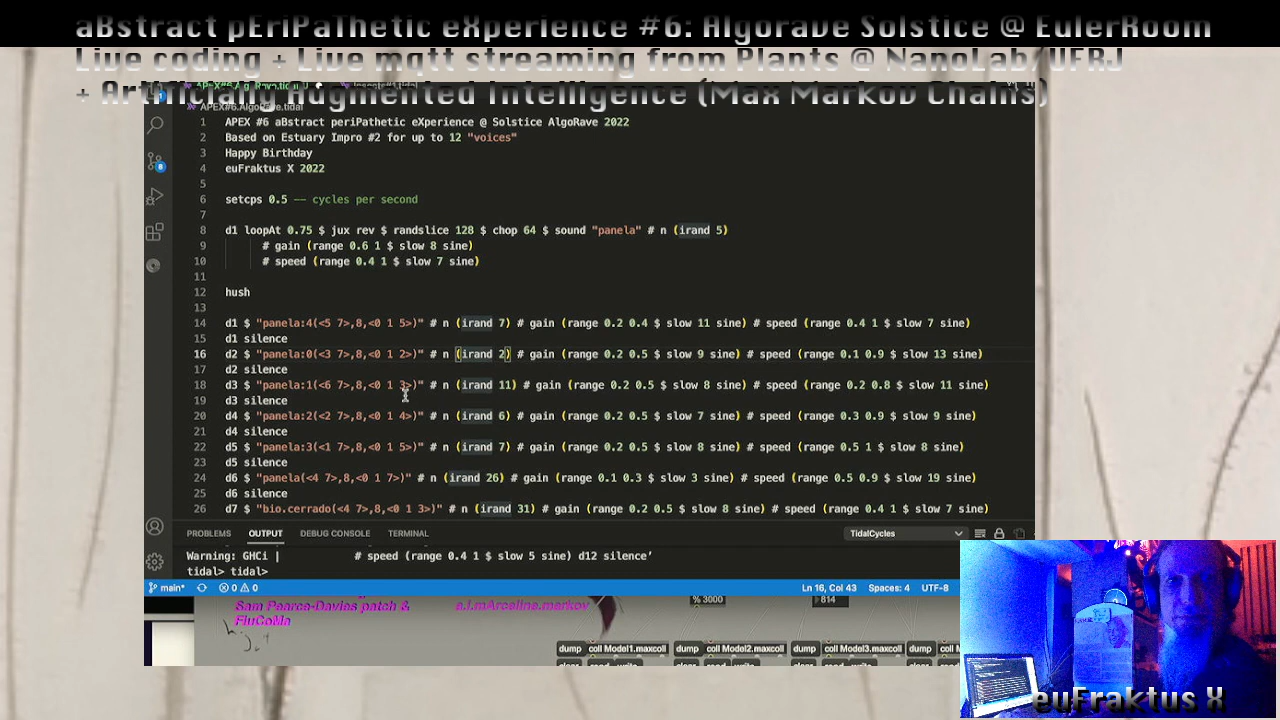 aBstract pEriPaThetic eXperience #6: Algorave Solstice @ EulerRoom
Live coding + Live mqtt streaming from Plants @ NanoLab/UFRJ
+ Artificial Augmented Intelligence (Max Markov Chains)
APEX#6.AlgoRave.tidal
1 APEX #6 aBstract periPathetic eXperience @ Solstice AlgoRave 2022
2 Based on Estuary Impro #2 for up to 12 "voices"
3 Happy Birthday
4 euFraktus X 2022
5
6 setcps 0.5 -- cycles per second
7
8 d1 loopAt 0.75 $ jux rev $ randslice 128 $ chop 64 $ sound "panela" # n (irand 5)
9 # gain (range 0.6 1 $ slow 8 sine)
10 # speed (range 0.4 1 $ slow 7 sine)
11
12 hush
13
14 d1 $ "panela:4(<5 7>,8,<0 1 5>)" # n (irand 7) # gain (range 0.2 0.4 $ slow 11 sine) # speed (range 0.4 1 $ slow 7 sine)
15 d1 silence
16 d2 $ "panela:0(<3 7>,8,<0 1 2>)" # n (irand 2) # gain (range 0.2 0.5 $ slow 9 sine) # speed (range 0.1 0.9 $ slow 13 sine)
17 d2 silence
18 d3 $ "panela:1(<6 7>,8,<0 1 3>)" # n (irand 11) # gain (range 0.2 0.5 $ slow 8 sine) # speed (range 0.2 0.8 $ slow 11 sine)
19 d3 silence
20 d4 $ "panela:2(<2 7>,8,<0 1 4>)" # n (irand 6) # gain (range 0.2 0.5 $ slow 7 sine) # speed (range 0.3 0.9 $ slow 9 sine)
21 d4 silence
22 d5 $ "panela:3(<1 7>,8,<0 1 5>)" # n (irand 7) # gain (range 0.2 0.5 $ slow 8 sine) # speed (range 0.5 1 $ slow 8 sine)
23 d5 silence
24 d6 $ "panela(<4 7>,8,<0 1 7>)" # n (irand 26) # gain (range 0.1 0.3 $ slow 3 sine) # speed (range 0.5 0.9 $ slow 19 sine)
25 d6 silence
26 d7 $ "bio.cerrado(<4 7>,8,<0 1 3>)" # n (irand 31) # gain (range 0.2 0.5 $ slow 8 sine) # speed (range 0.4 1 $ slow 7 sine)
PROBLEMS OUTPUT DEBUG CONSOLE TERMINAL TidalCycles
Warning: GHCi | # speed (range 0.4 1 $ slow 5 sine) d12 silence’
tidal> tidal>
main* 0 0 Ln 16, Col 43 Spaces: 4 UTF-8
% 3000 814
Sam Pearce-Davies patch & a.I.mArceline.markov
FluCoMa
dump coll Model1.maxcoll dump coll Model2.maxcoll dump coll Model3.maxcoll dump
euFraktus X